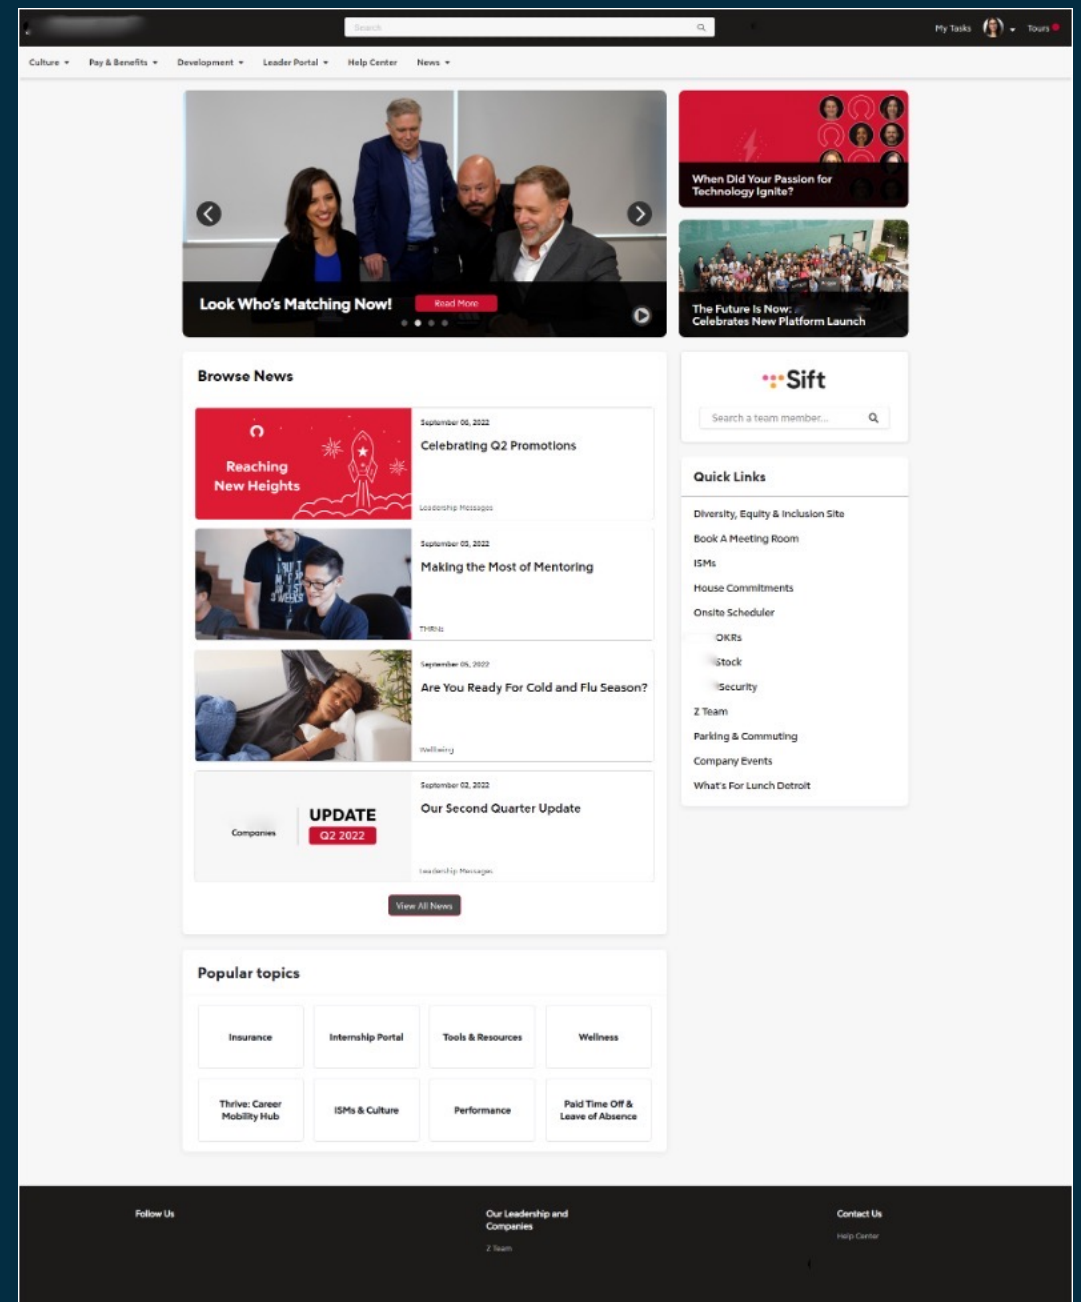 Search
My Tasks
Tours
Culture
Pay & Benefits
Development
Leader Portal
Help Center
News
Look Who's Matching Now!
Read More
When Did Your Passion for
Technology Ignite?
The Future Is Now:
Celebrates New Platform Launch
Browse News
Reaching
New Heights
September 06, 2022
Celebrating Q2 Promotions
Leadership Messages
I BUILT
September 05, 2022
Making the Most of Mentoring
September 05, 2022
Are You Ready For Cold and Flu Season?
Wellbeing
Companies
UPDATE
Q2 2022
September 02, 2022
Our Second Quarter Update
Leadership Messages
View All News
Sift
Search a team member...
Quick Links
Diversity, Equity & Inclusion Site
Book A Meeting Room
ISMs
House Commitments
Onsite Scheduler
OKRs
Stock
Security
Z Team
Parking & Commuting
Company Events
What's For Lunch Detroit
Popular topics
Insurance
Internship Portal
Tools & Resources
Wellness
Thrive: Career
Mobility Hub
ISMs & Culture
Performance
Paid Time Off &
Leave of Absence
Follow Us
Our Leadership and
Companies
Z Team
Contact Us
Help Center